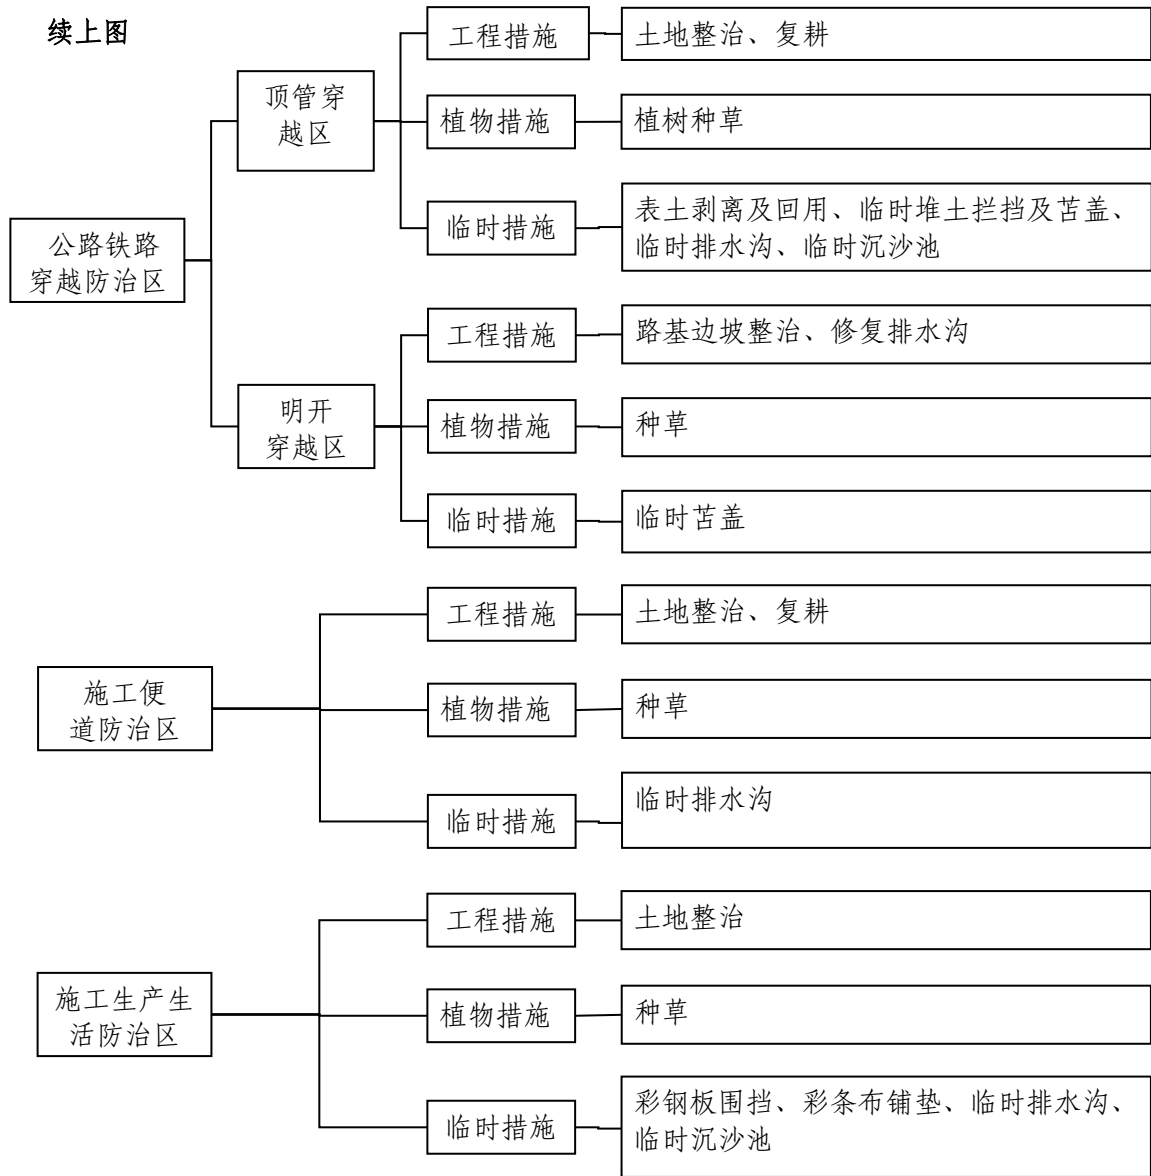 续上图
公路铁路
穿越防治区
顶管穿
越区
工程措施
土地整治、复耕
植物措施
植树种草
临时措施
表土剥离及回用、临时堆土拦挡及苫盖、
临时排水沟、临时沉沙池
明开
穿越区
工程措施
路基边坡整治、修复排水沟
植物措施
种草
临时措施
临时苫盖
施工便
道防治区
工程措施
土地整治、复耕
植物措施
种草
临时措施
临时排水沟
施工生产生
活防治区
工程措施
土地整治
植物措施
种草
临时措施
彩钢板围挡、彩条布铺垫、临时排水沟、
临时沉沙池